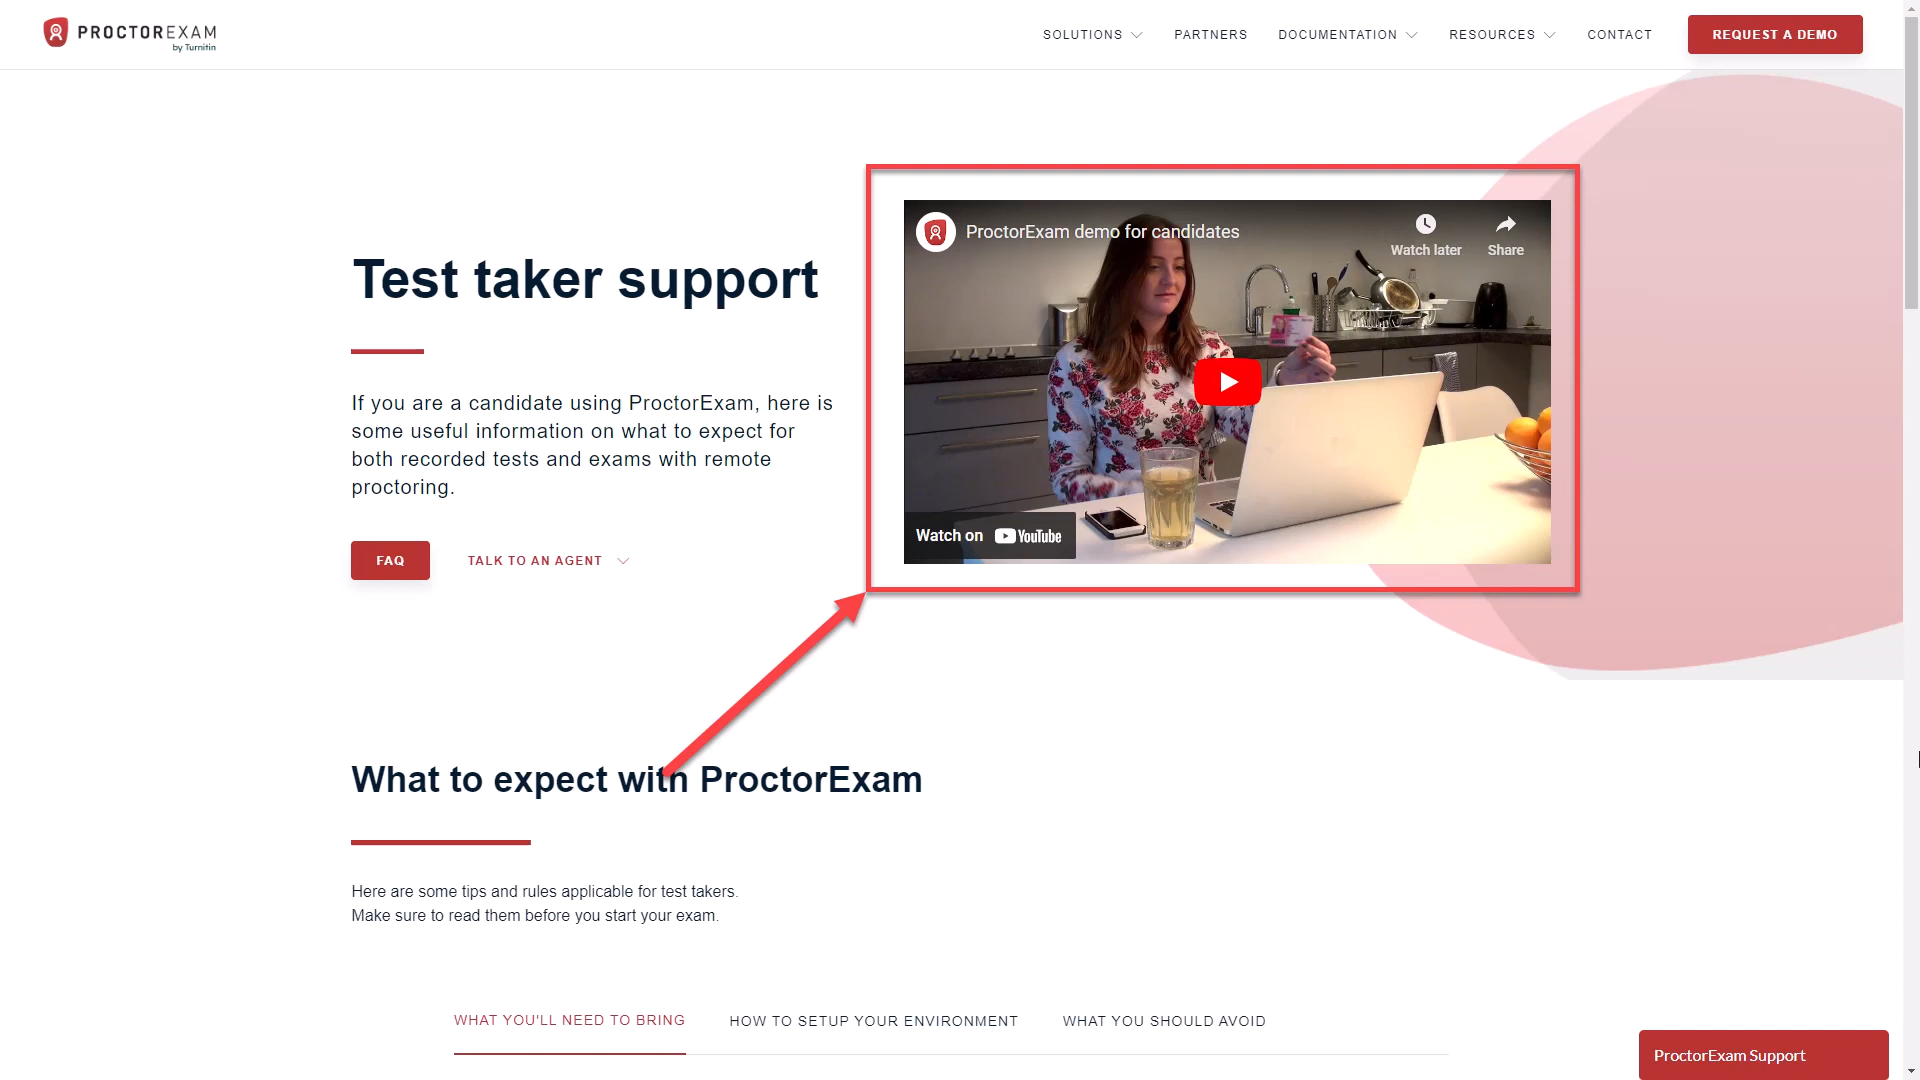 PROCTOREXAM
by Turnitin
SOLUTIONS
PARTNERS
DOCUMENTATION
RESOURCES
CONTACT
REQUEST A DEMO
Test taker support
If you are a candidate using ProctorExam, here is
some useful information on what to expect for
both recorded tests and exams with remote
proctoring.
FAQ
TALK TO AN AGENT
ProctorExam demo for candidates
Watch later
Share
Watch on YouTube
What to expect with ProctorExam
Here are some tips and rules applicable for test takers.
Make sure to read them before you start your exam.
WHAT YOU'LL NEED TO BRING
HOW TO SETUP YOUR ENVIRONMENT
WHAT YOU SHOULD AVOID
ProctorExam Support